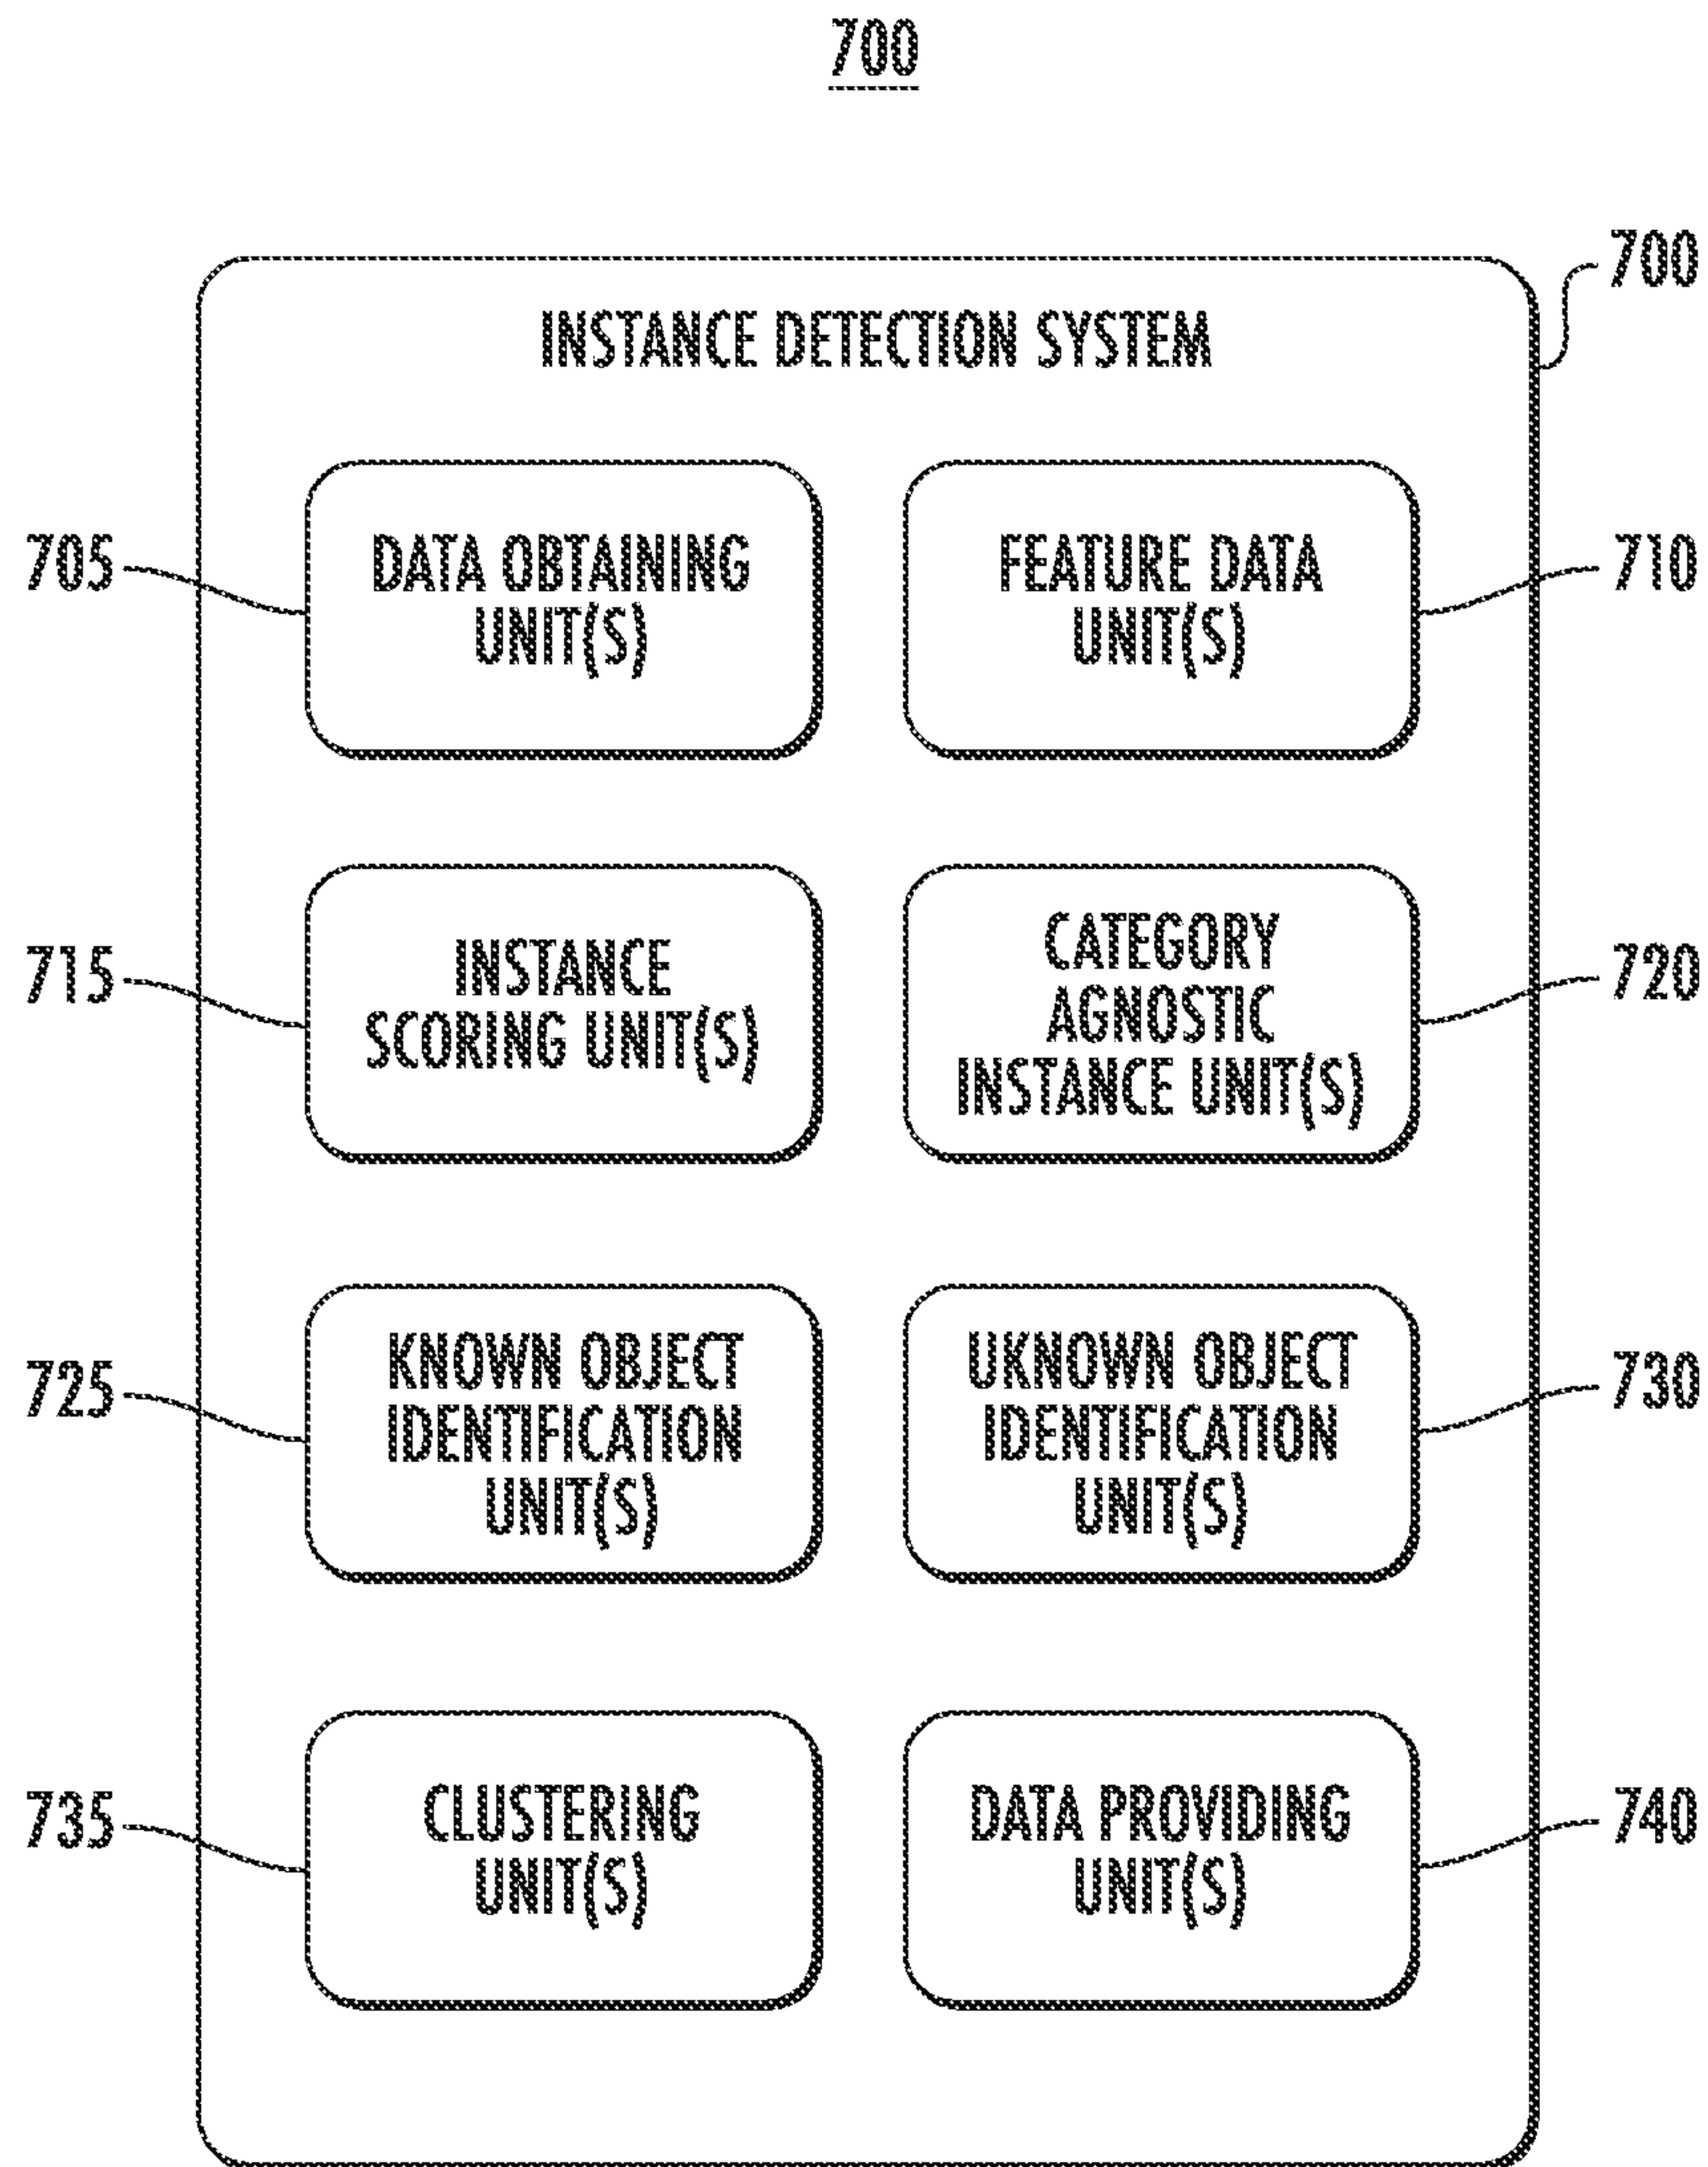 700
700
INSTANCE DETECTION SYSTEM
705
DATA OBTAINING
UNIT(S)
FEATURE DATA
UNIT(S)
710
715
INSTANCE
SCORING UNIT(S)
CATEGORY
AGNOSTIC
INSTANCE UNIT(S)
720
725
KNOWN OBJECT
IDENTIFICATION
UNIT(S)
UKNOWN OBJECT
IDENTIFICATION
UNIT(S)
730
735
CLUSTERING
UNIT(S)
DATA PROVIDING
UNIT(S)
740